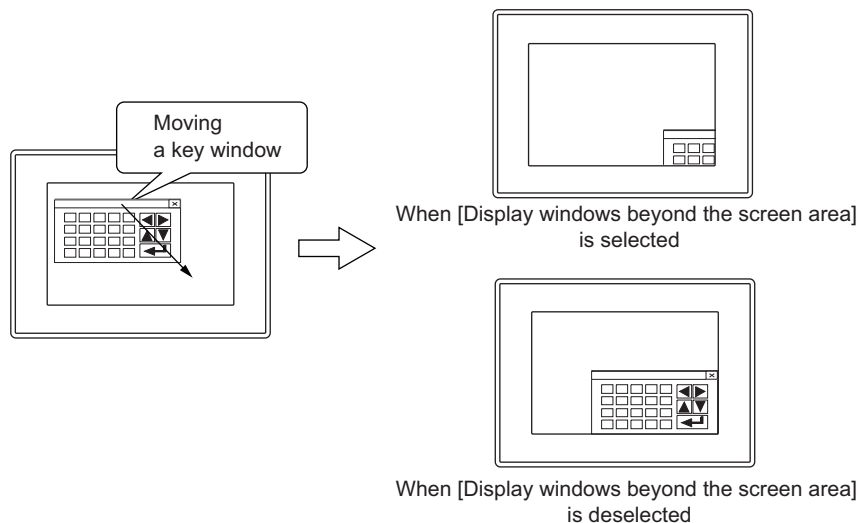 Moving
a key window
When [Display windows beyond the screen area]
is selected
When [Display windows beyond the screen area]
is deselected